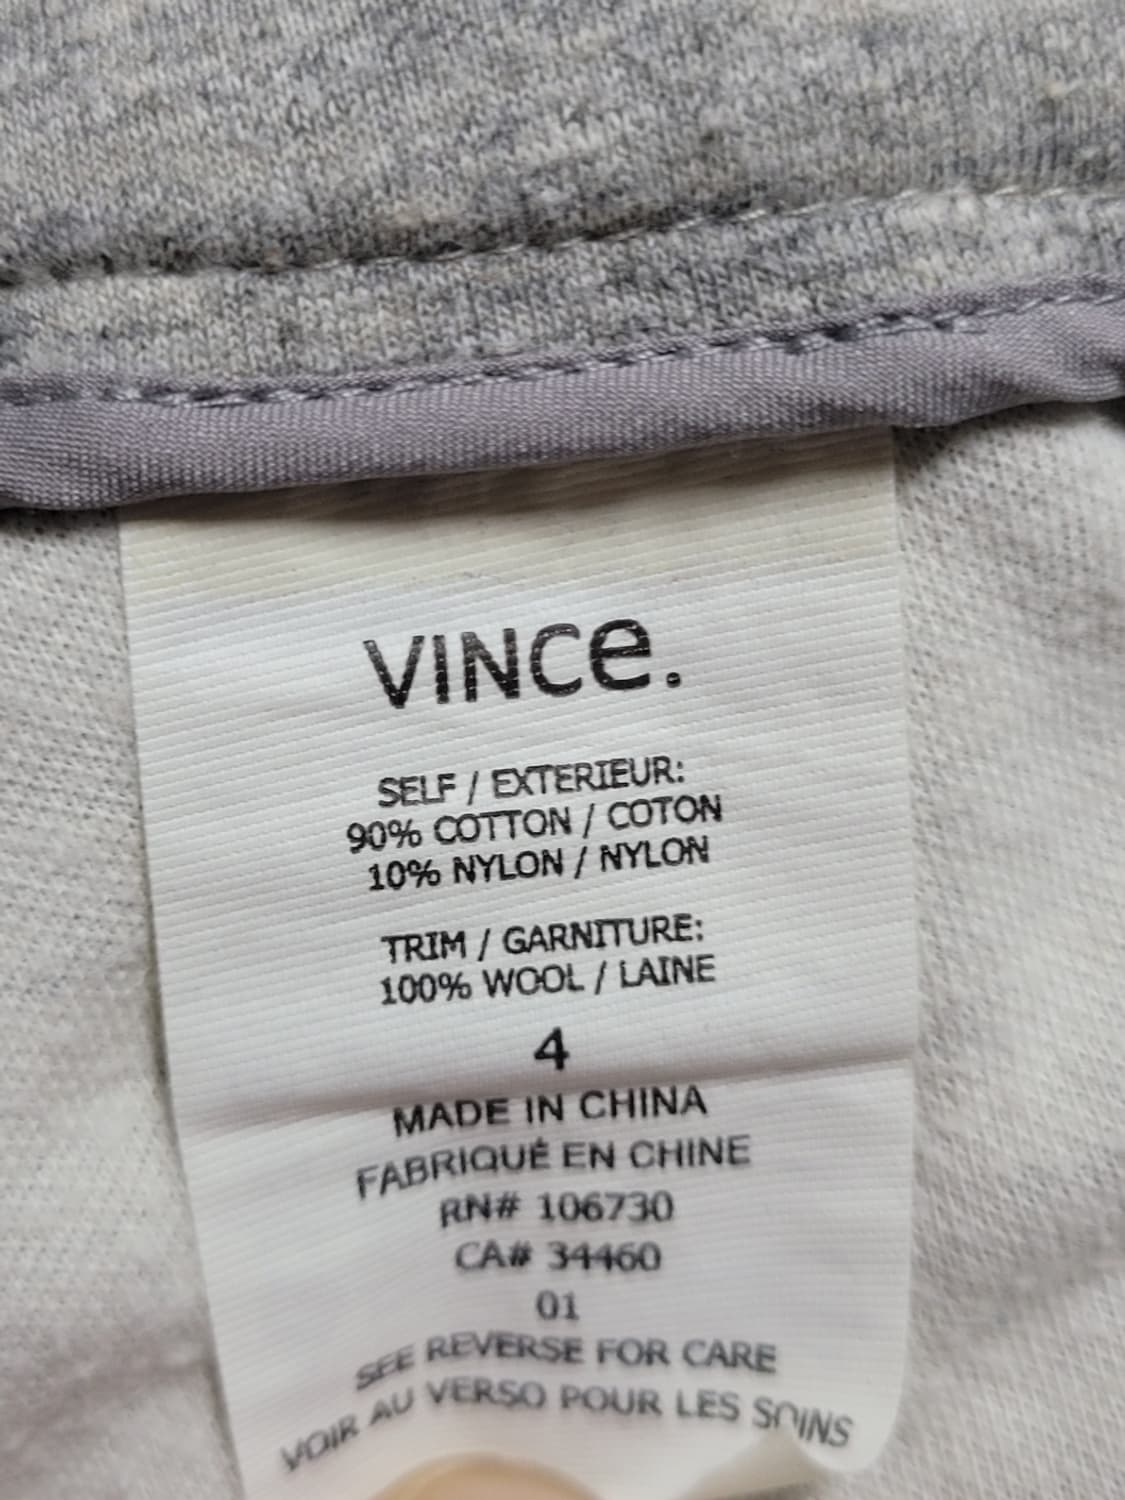 VINCe.
SELF / EXTERIEUR:
90% COTTON / COTON
10% NYLON / NYLON
TRIM / GARNITURE:
100% WOOL / LAINE
4
MADE IN CHINA
FABRIQUÉ EN CHINE
RN# 106730
CA# 34460
01
SEE REVERSE FOR CARE
VOIR AU VERSO POUR LES SOINS